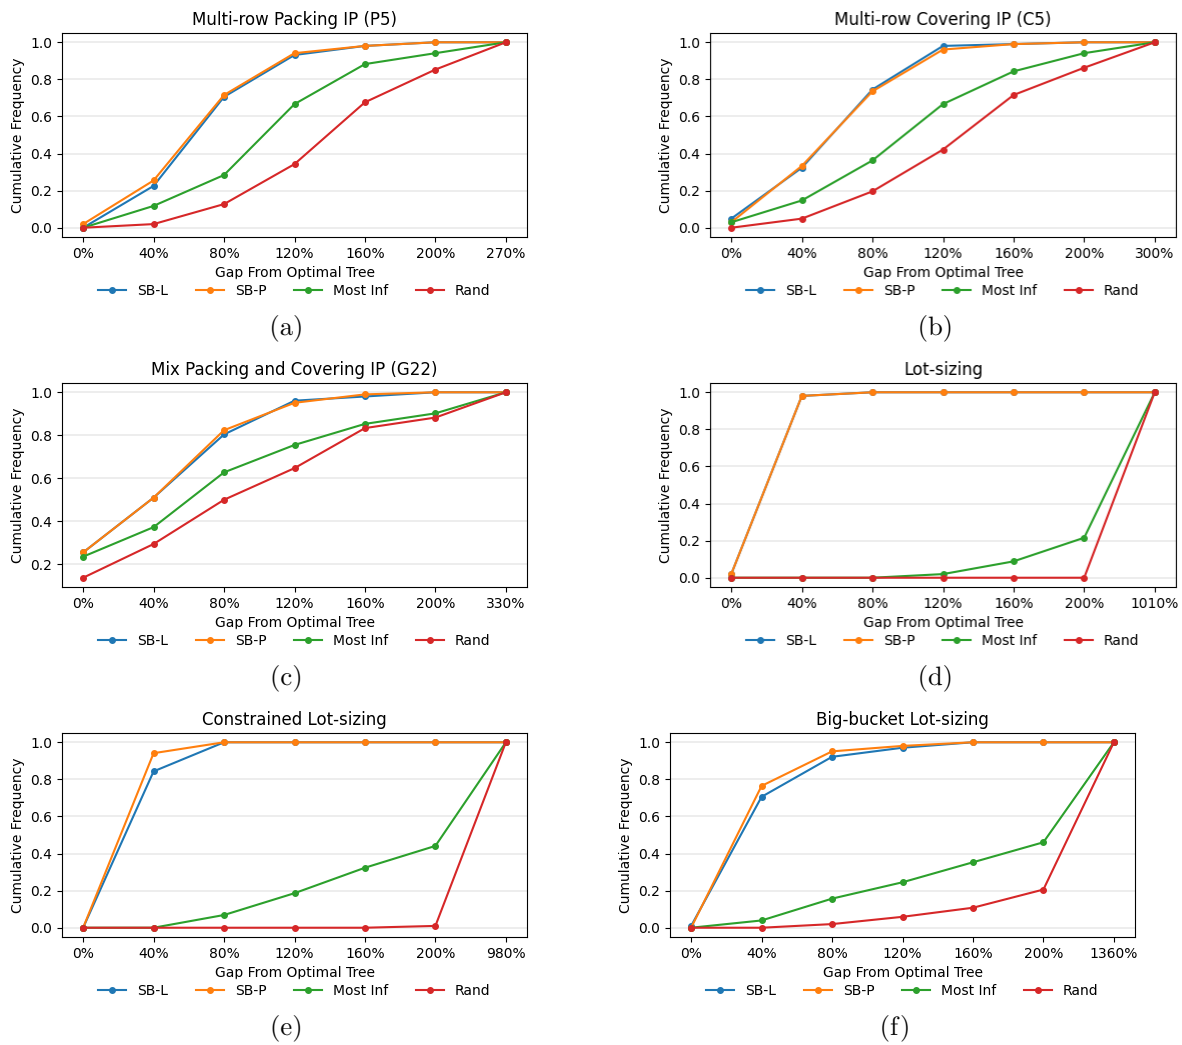 Multi-row Packing IP (P5)
Cumulative Frequency
1.0
0.8
0.6
0.4
0.2
0.0
0% 40% 80% 120% 160% 200% 270%
Gap From Optimal Tree
SB-L SB-P Most Inf Rand
(a)
Multi-row Covering IP (C5)
Cumulative Frequency
1.0
0.8
0.6
0.4
0.2
0.0
0% 40% 80% 120% 160% 200% 300%
Gap From Optimal Tree
SB-L SB-P Most Inf Rand
(b)
Mix Packing and Covering IP (G22)
Cumulative Frequency
1.0
0.8
0.6
0.4
0.2
0% 40% 80% 120% 160% 200% 330%
Gap From Optimal Tree
SB-L SB-P Most Inf Rand
(c)
Lot-sizing
Cumulative Frequency
1.0
0.8
0.6
0.4
0.2
0.0
0% 40% 80% 120% 160% 200% 1010%
Gap From Optimal Tree
SB-L SB-P Most Inf Rand
(d)
Constrained Lot-sizing
Cumulative Frequency
1.0
0.8
0.6
0.4
0.2
0.0
0% 40% 80% 120% 160% 200% 980%
Gap From Optimal Tree
SB-L SB-P Most Inf Rand
(e)
Big-bucket Lot-sizing
Cumulative Frequency
1.0
0.8
0.6
0.4
0.2
0.0
0% 40% 80% 120% 160% 200% 1360%
Gap From Optimal Tree
SB-L SB-P Most Inf Rand
(f)